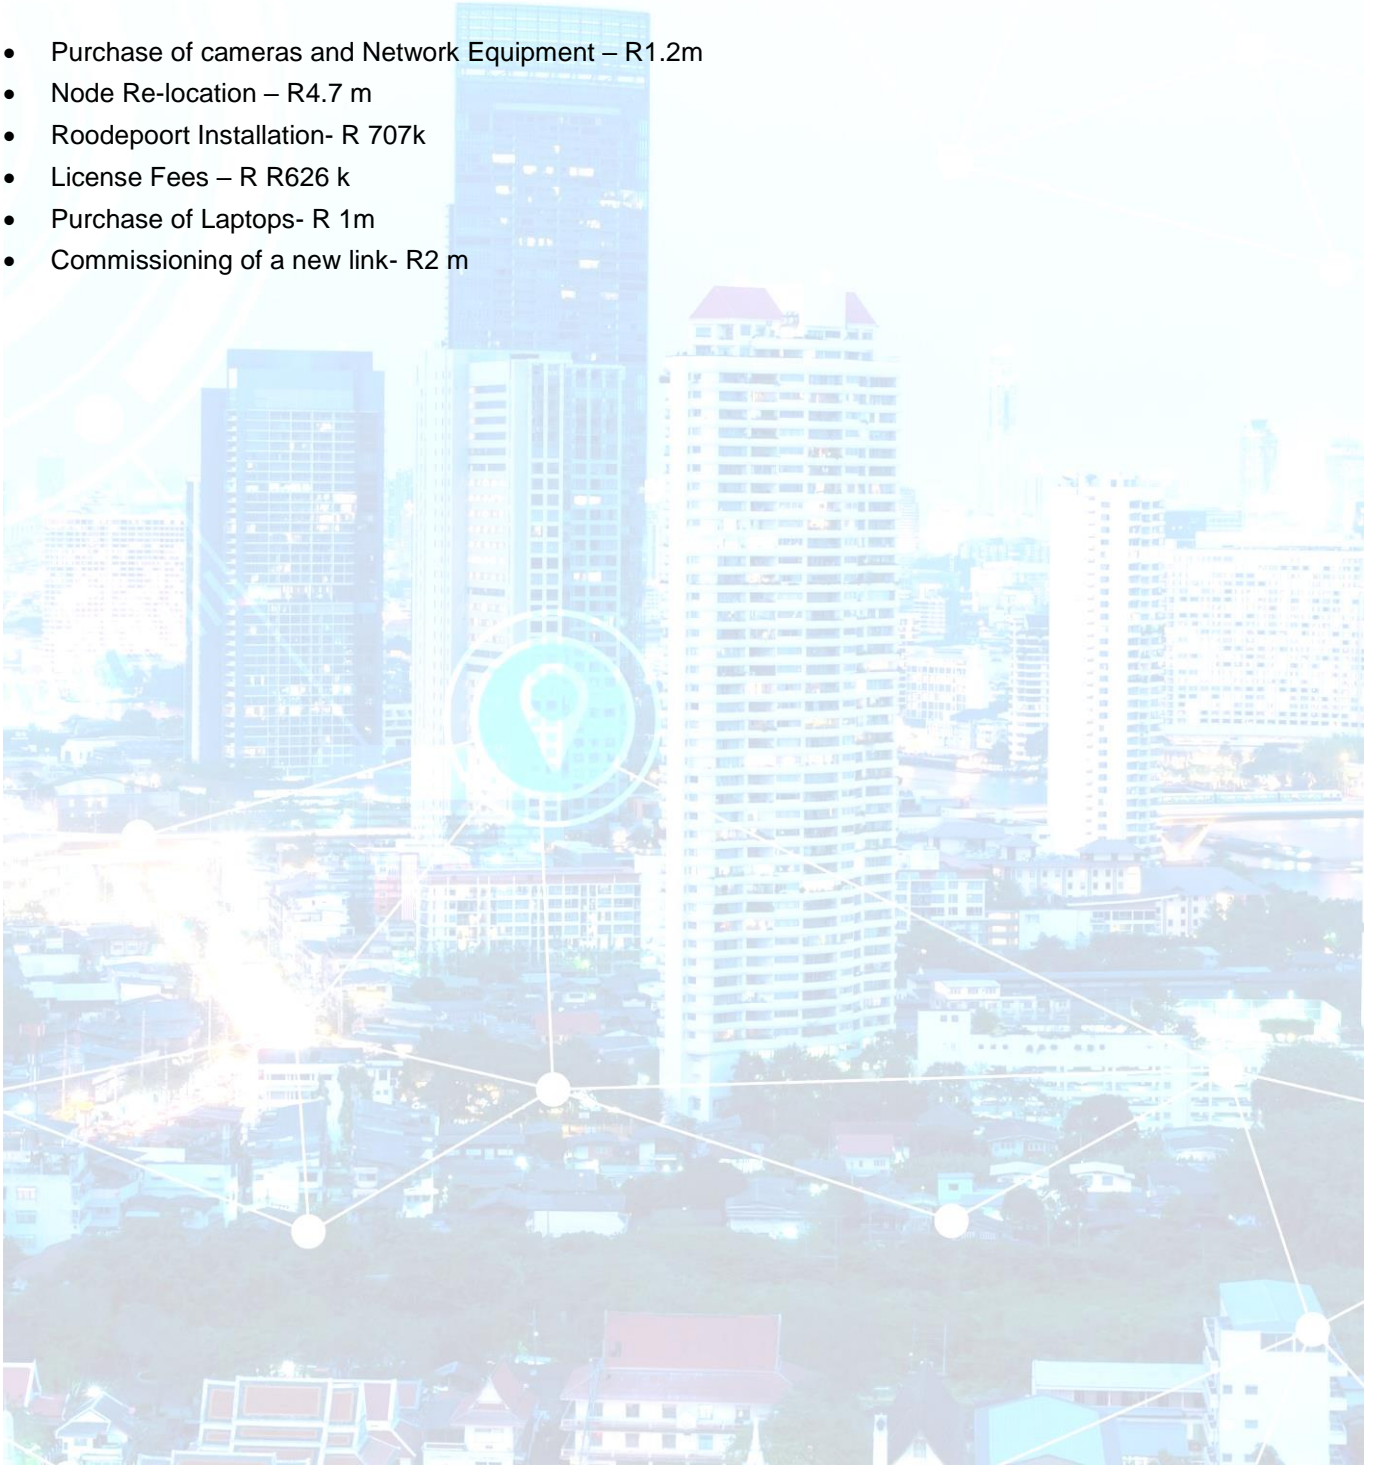 • Purchase of cameras and Network Equipment – R1.2m
• Node Re-location – R4.7 m
• Roodepoort Installation- R 707k
• License Fees – R R626 k
• Purchase of Laptops- R 1m
• Commissioning of a new link- R2 m